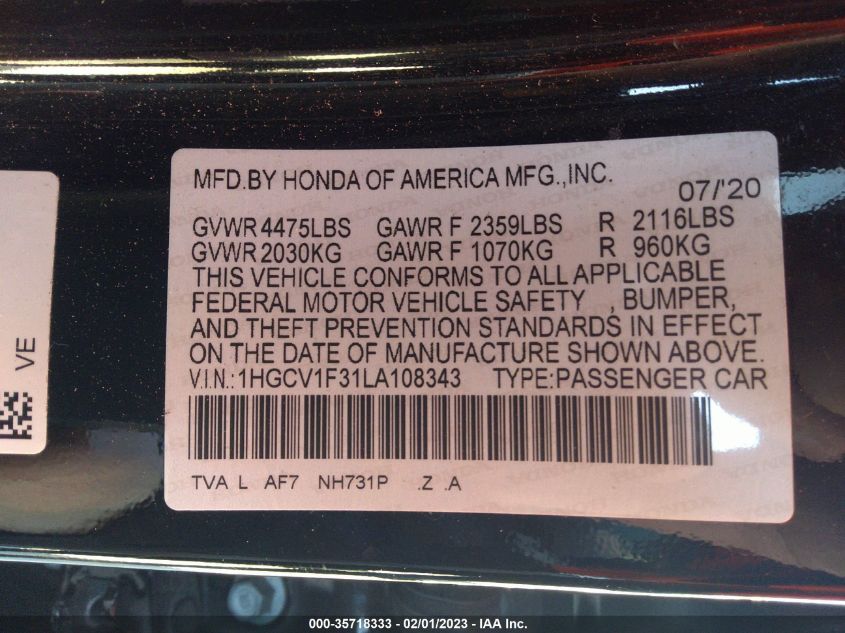 MFD.BY HONDA OF AMERICA MFG.,INC.
07/'20
GVWR 4475LBS GAWR F 2359LBS R 2116LBS
GVWR 2030KG GAWR F 1070KG R 960KG
THIS VEHICLE CONFORMS TO ALL APPLICABLE
FEDERAL MOTOR VEHICLE SAFETY , BUMPER,
AND THEFT PREVENTION STANDARDS IN EFFECT
ON THE DATE OF MANUFACTURE SHOWN ABOVE.
V.I.N.:1HGCV1F31LA108343 TYPE:PASSENGER CAR
TVA L AF7 NH731P .Z .A
VE
000-35718333 - 02/01/2023 - IAA Inc.